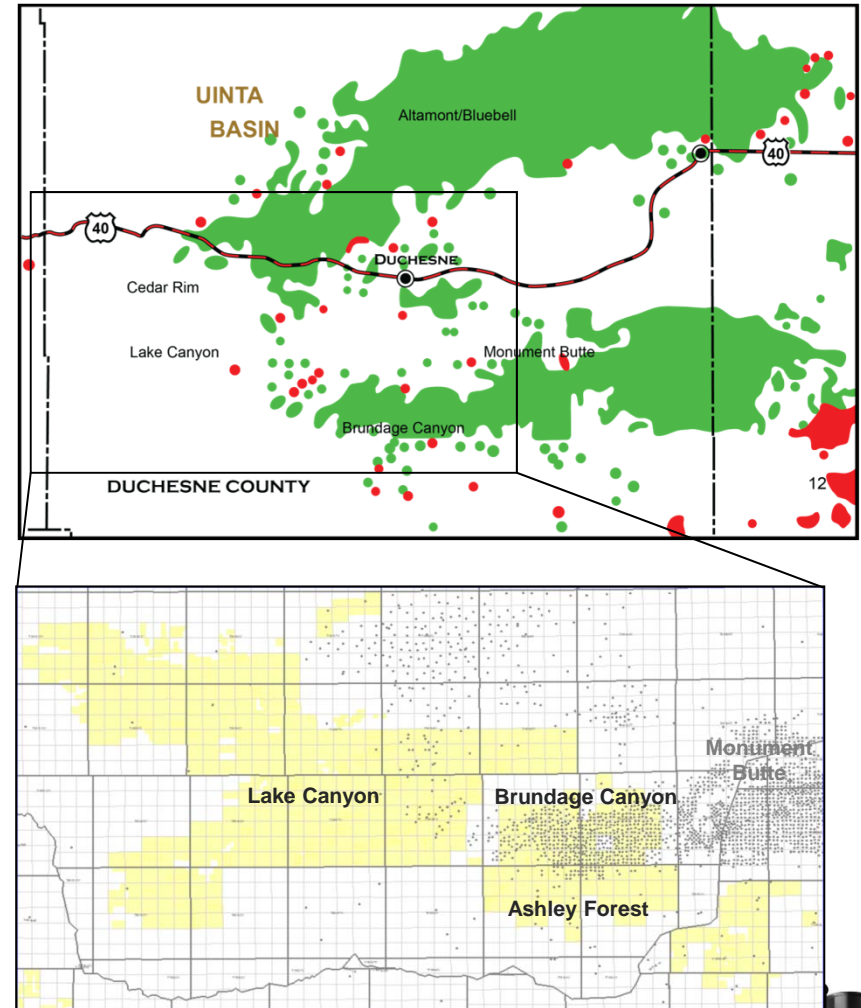 UINTA
BASIN
Altamont/Bluebell
40
40
DUCHESNE
Cedar Rim
Lake Canyon
Monument Butte
Brundage Canyon
DUCHESNE COUNTY
12
Monument
Butte
Lake Canyon
Brundage Canyon
Ashley Forest